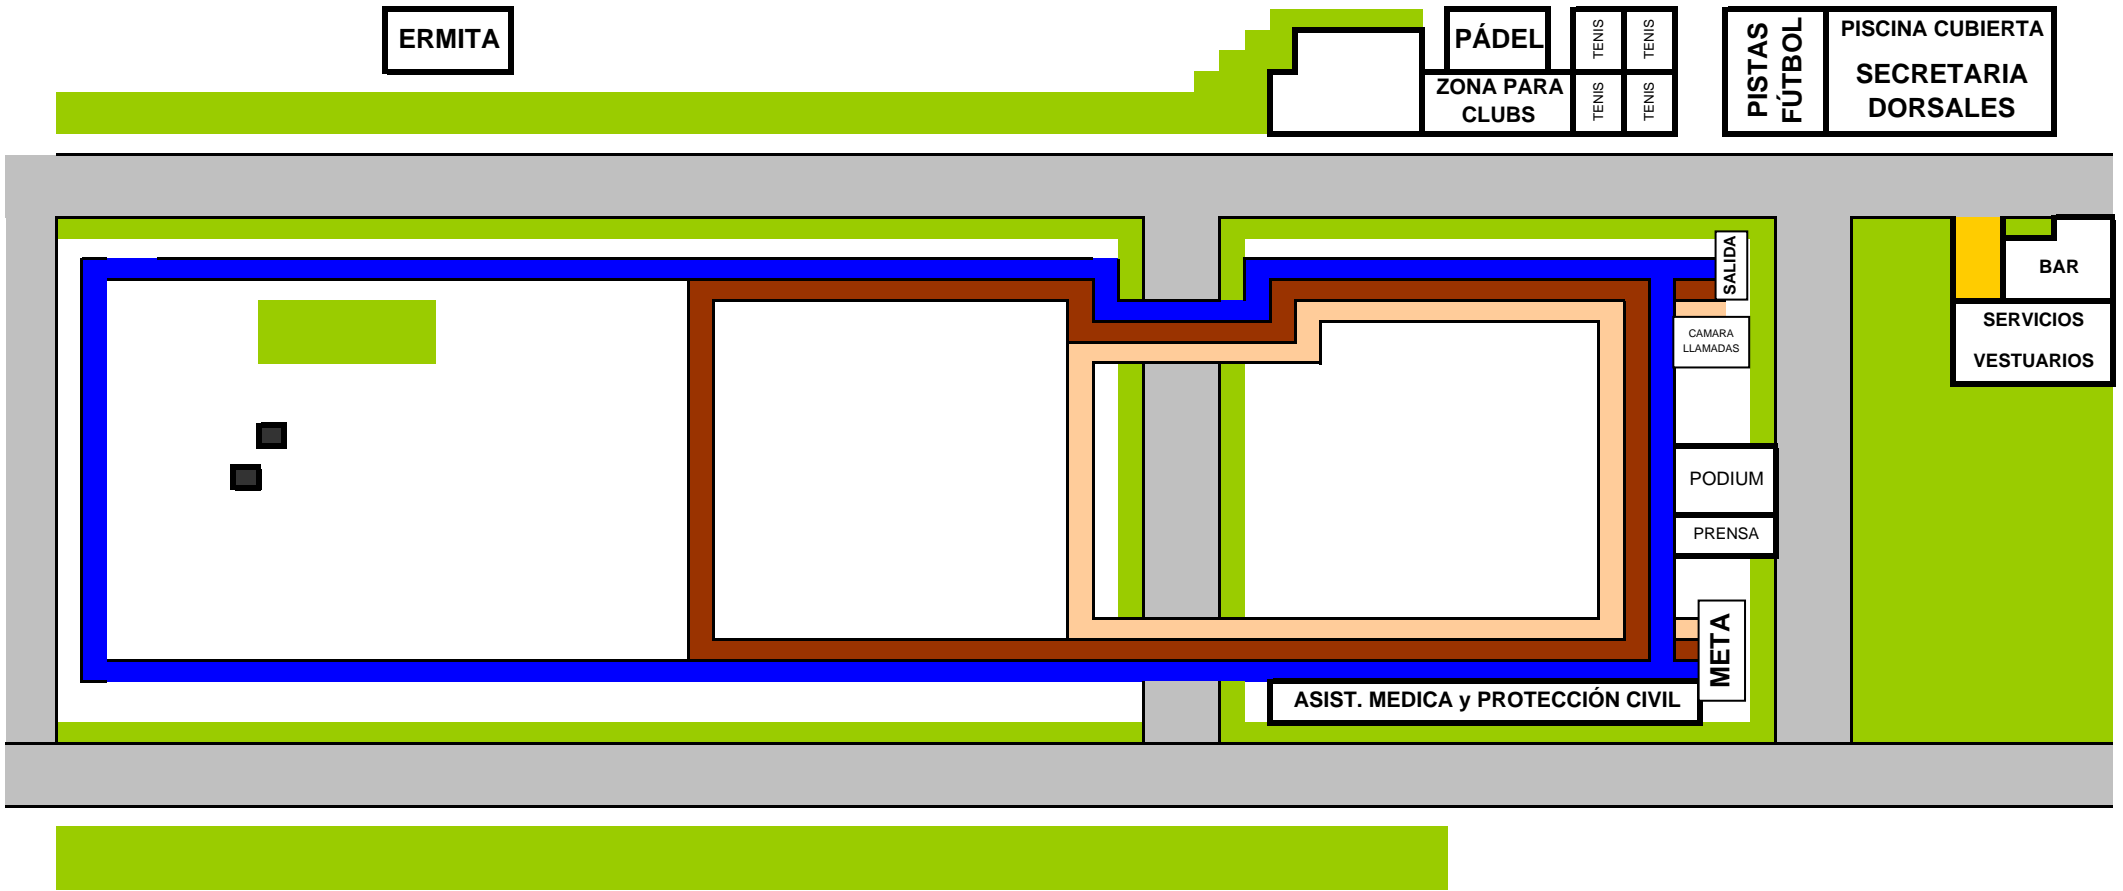 ERMITA
PÁDEL
TENIS
TENIS
PISTAS
FÚTBOL
PISCINA CUBIERTA
SECRETARIA
DORSALES
ZONA PARA
CLUBS
TENIS
TENIS
SALIDA
BAR
CAMARA
LLAMADAS
SERVICIOS
VESTUARIOS
PODIUM
PRENSA
META
ASIST. MEDICA y PROTECCIÓN CIVIL